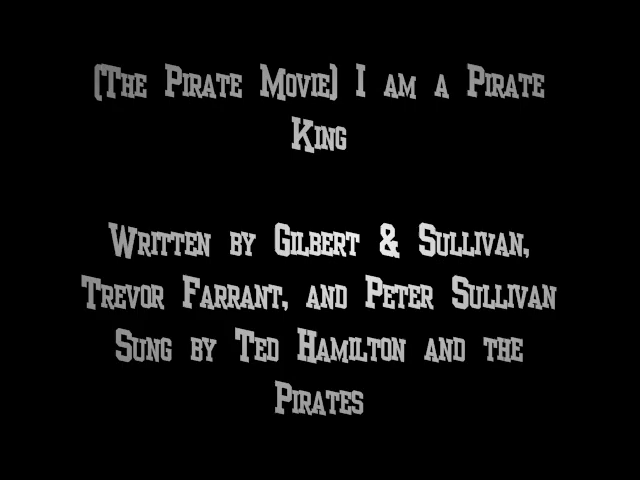 (The Pirate Movie) I am a Pirate
King
Written by Gilbert & Sullivan,
Trevor Farrant, and Peter Sullivan
Sung by Ted Hamilton and the
Pirates